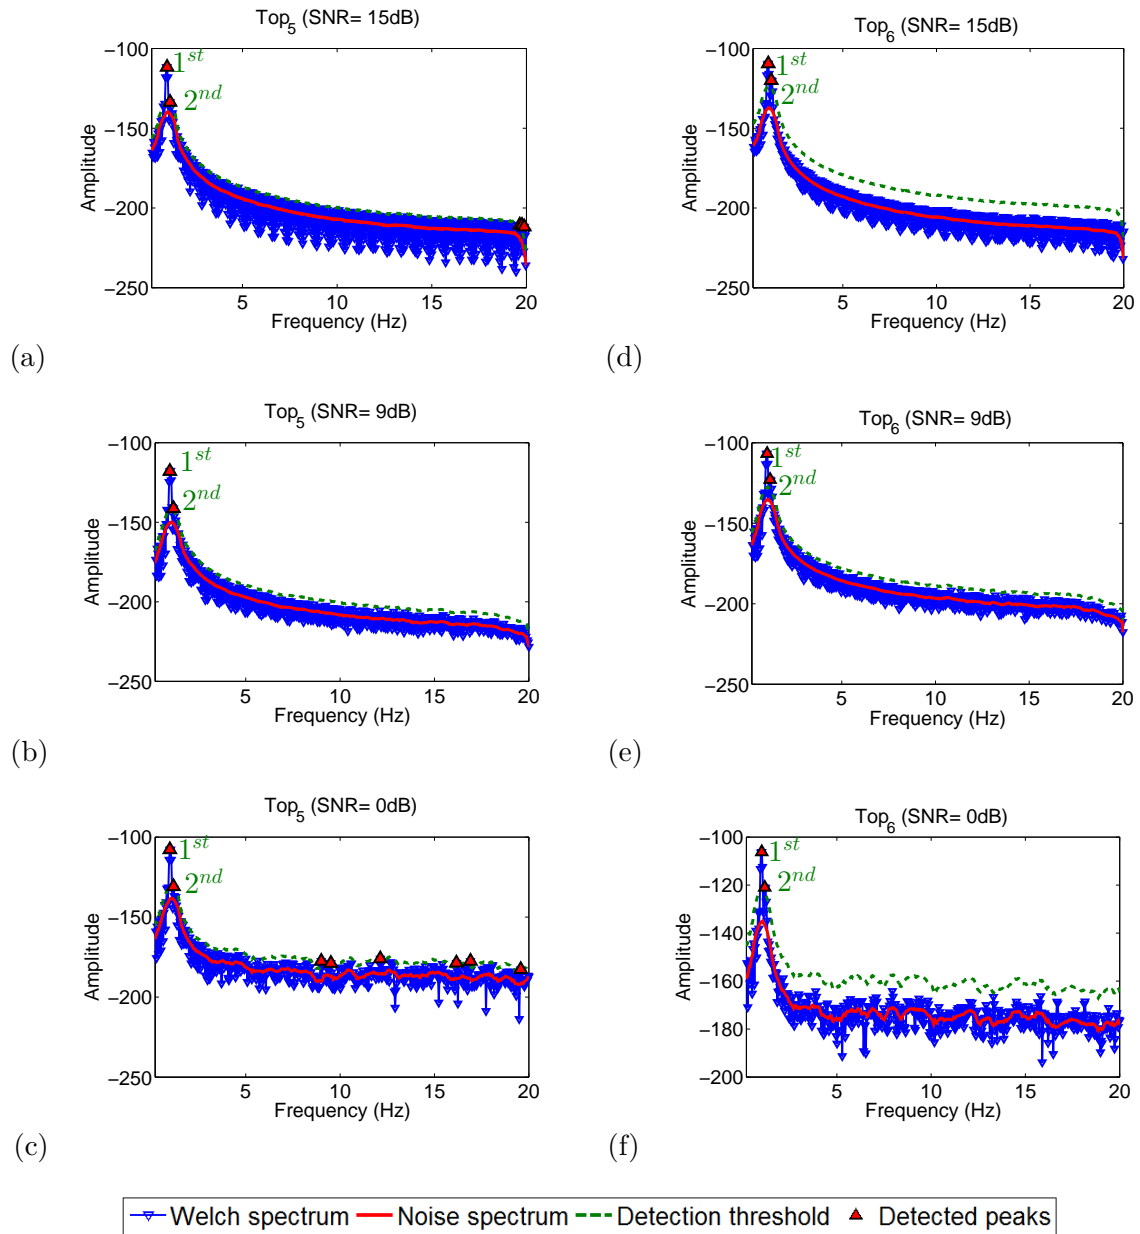 Top5 (SNR= 15dB)
−100
−150
−200
−250
Amplitude
1st
2nd
5
10
15
20
Frequency (Hz)
(a)
Top6 (SNR= 15dB)
−100
−150
−200
−250
Amplitude
1st
2nd
5
10
15
20
Frequency (Hz)
(d)
Top5 (SNR= 9dB)
−100
−150
−200
−250
Amplitude
1st
2nd
5
10
15
20
Frequency (Hz)
(b)
Top6 (SNR= 9dB)
−100
−150
−200
−250
Amplitude
1st
2nd
5
10
15
20
Frequency (Hz)
(e)
Top5 (SNR= 0dB)
−100
−150
−200
−250
Amplitude
1st
2nd
5
10
15
20
Frequency (Hz)
(c)
Top6 (SNR= 0dB)
−100
−120
−140
−160
−180
−200
Amplitude
1st
2nd
5
10
15
20
Frequency (Hz)
(f)
Welch spectrum
Noise spectrum
Detection threshold
Detected peaks